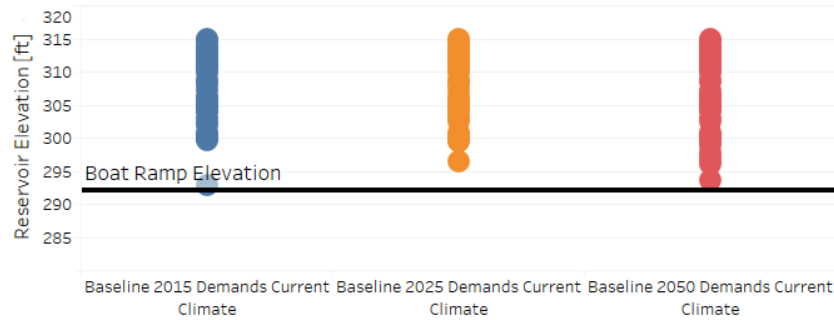 Reservoir Elevation [ft]
320
315
310
305
300
295
290
285
Boat Ramp Elevation
Baseline 2015 Demands Current
Climate
Baseline 2025 Demands Current
Climate
Baseline 2050 Demands Current
Climate